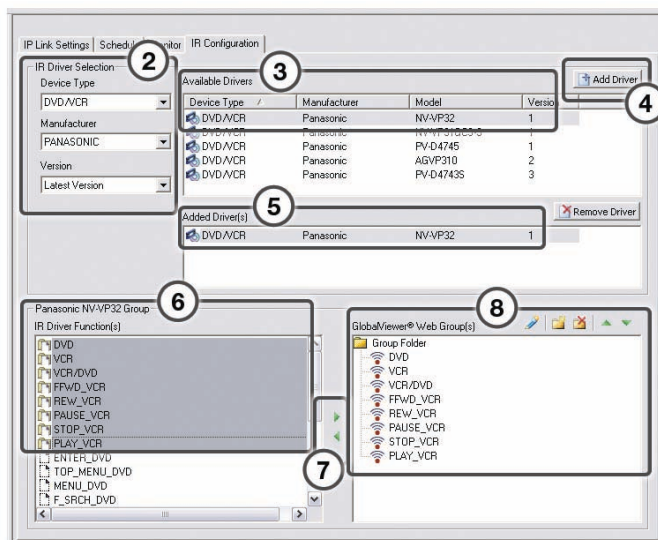 IP Link Settings Schedul Monitor IR Configuration
2
IR Driver Selection
Device Type
DVD/VCR
Manufacturer
PANASONIC
Version
Latest Version
3
Available Drivers
Add Driver
4
Device Type / Manufacturer Model Version
DVD/VCR Panasonic NV-VP32 1
DVD/VCR Panasonic 1
DVD/VCR Panasonic PV-D4745 1
DVD/VCR Panasonic AGVP310 2
DVD/VCR Panasonic PV-D4743S 3
5
Added Driver(s)
Remove Driver
DVD/VCR Panasonic NV-VP32 1
Panasonic NV-VP32 Group
6
IR Driver Function(s)
DVD
VCR
VCR/DVD
FFWD_VCR
REW_VCR
PAUSE_VCR
STOP_VCR
PLAY_VCR
ENTER_DVD
TOP_MENU_DVD
MENU_DVD
F_SRCH_DVD
7
8
GlobalViewer® Web Group(s)
Group Folder
DVD
VCR
VCR/DVD
FFWD_VCR
REW_VCR
PAUSE_VCR
STOP_VCR
PLAY_VCR